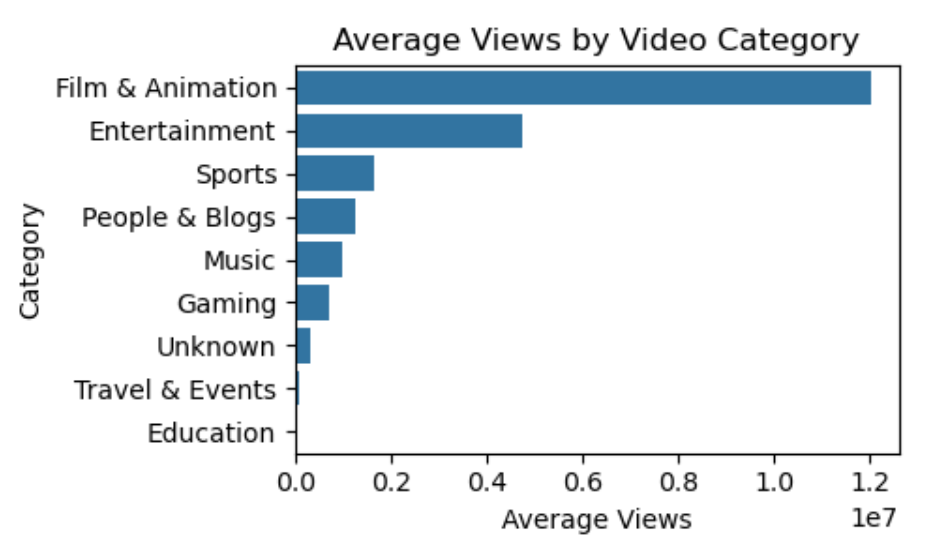 Average Views by Video Category
Category
Film & Animation
Entertainment
Sports
People & Blogs
Music
Gaming
Unknown
Travel & Events
Education
0.0 0.2 0.4 0.6 0.8 1.0 1.2
1e7
Average Views